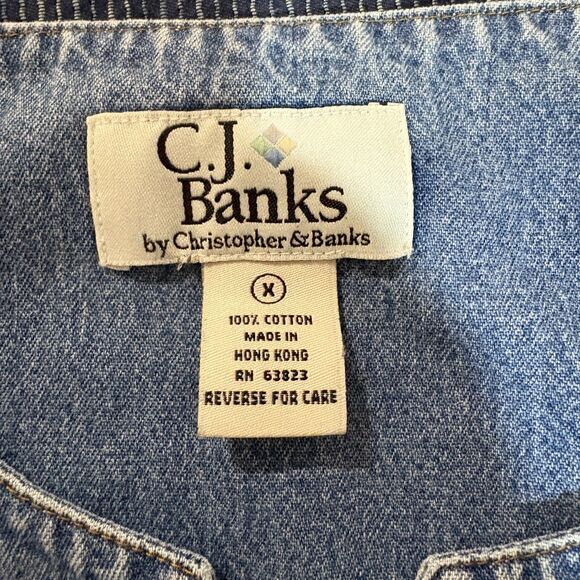 C.J.
Banks
by Christopher & Banks
X
100% COTTON
MADE IN
HONG KONG
RN 63823
REVERSE FOR CARE